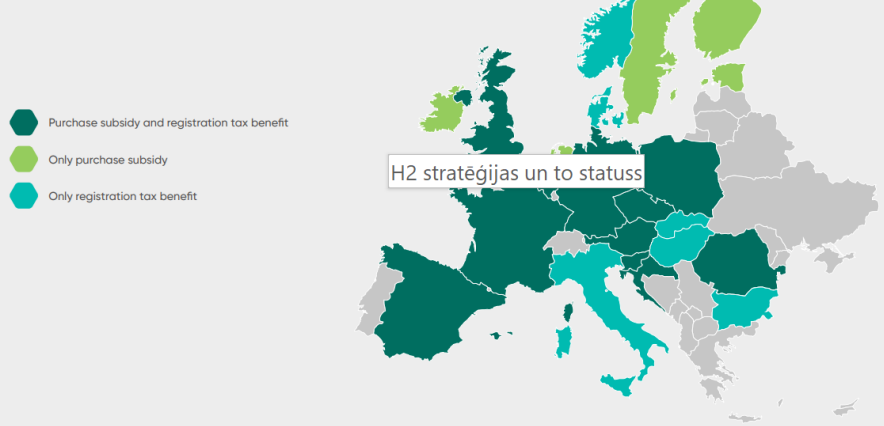 Purchase subsidy and registration tax benefit
Only purchase subsidy
Only registration tax benefit
H2 stratēģijas un to statuss